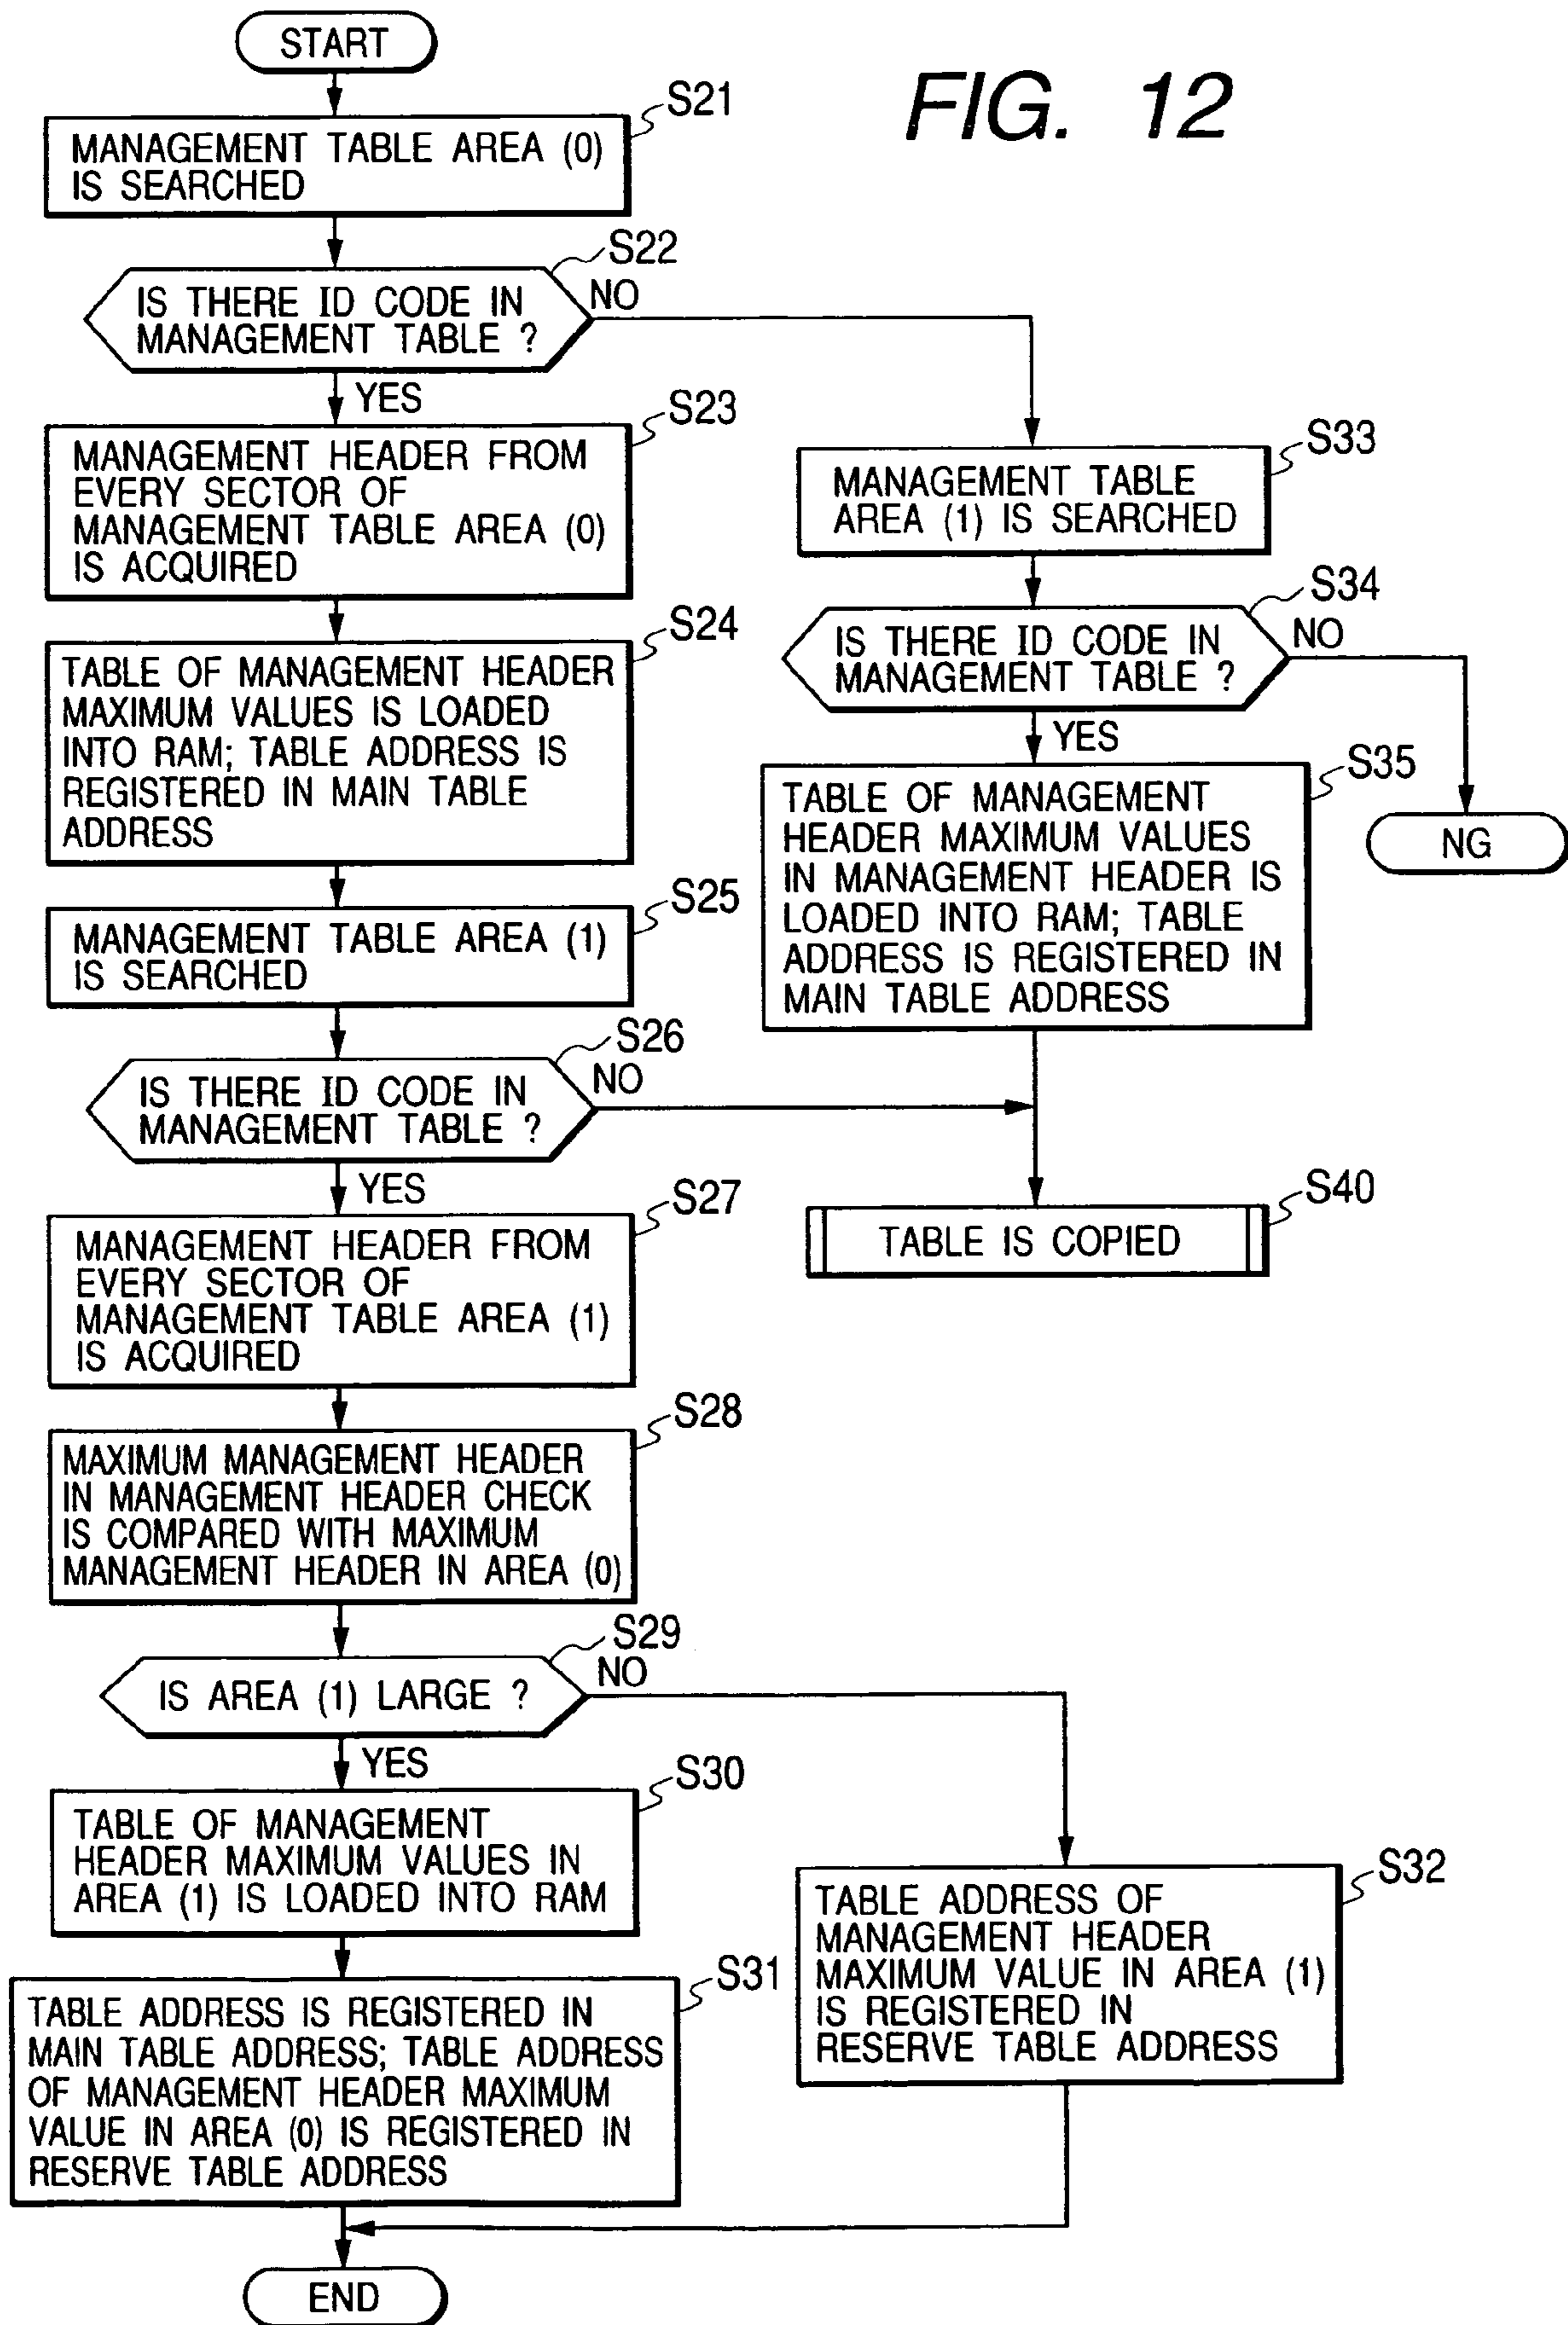 START
FIG. 12
S21
MANAGEMENT TABLE AREA (0)
IS SEARCHED
S22
IS THERE ID CODE IN
MANAGEMENT TABLE ?
NO
YES
S23
MANAGEMENT HEADER FROM
EVERY SECTOR OF
MANAGEMENT TABLE AREA (0)
IS ACQUIRED
S24
TABLE OF MANAGEMENT HEADER
MAXIMUM VALUES IS LOADED
INTO RAM; TABLE ADDRESS IS
REGISTERED IN MAIN TABLE
ADDRESS
S25
MANAGEMENT TABLE AREA (1)
IS SEARCHED
S26
IS THERE ID CODE IN
MANAGEMENT TABLE ?
NO
YES
S27
MANAGEMENT HEADER FROM
EVERY SECTOR OF
MANAGEMENT TABLE AREA (1)
IS ACQUIRED
S28
MAXIMUM MANAGEMENT HEADER
IN MANAGEMENT HEADER CHECK
IS COMPARED WITH MAXIMUM
MANAGEMENT HEADER IN AREA (0)
S29
IS AREA (1) LARGE ?
NO
YES
S30
TABLE OF MANAGEMENT
HEADER MAXIMUM VALUES IN
AREA (1) IS LOADED INTO RAM
S31
TABLE ADDRESS IS REGISTERED IN
MAIN TABLE ADDRESS; TABLE ADDRESS
OF MANAGEMENT HEADER MAXIMUM
VALUE IN AREA (0) IS REGISTERED IN
RESERVE TABLE ADDRESS
END
S33
MANAGEMENT TABLE
AREA (1) IS SEARCHED
S34
IS THERE ID CODE IN
MANAGEMENT TABLE ?
NO
YES
NG
S35
TABLE OF MANAGEMENT
HEADER MAXIMUM VALUES
IN MANAGEMENT HEADER IS
LOADED INTO RAM; TABLE
ADDRESS IS REGISTERED IN
MAIN TABLE ADDRESS
S40
TABLE IS COPIED
S32
TABLE ADDRESS OF
MANAGEMENT HEADER
MAXIMUM VALUE IN AREA (1)
IS REGISTERED IN
RESERVE TABLE ADDRESS